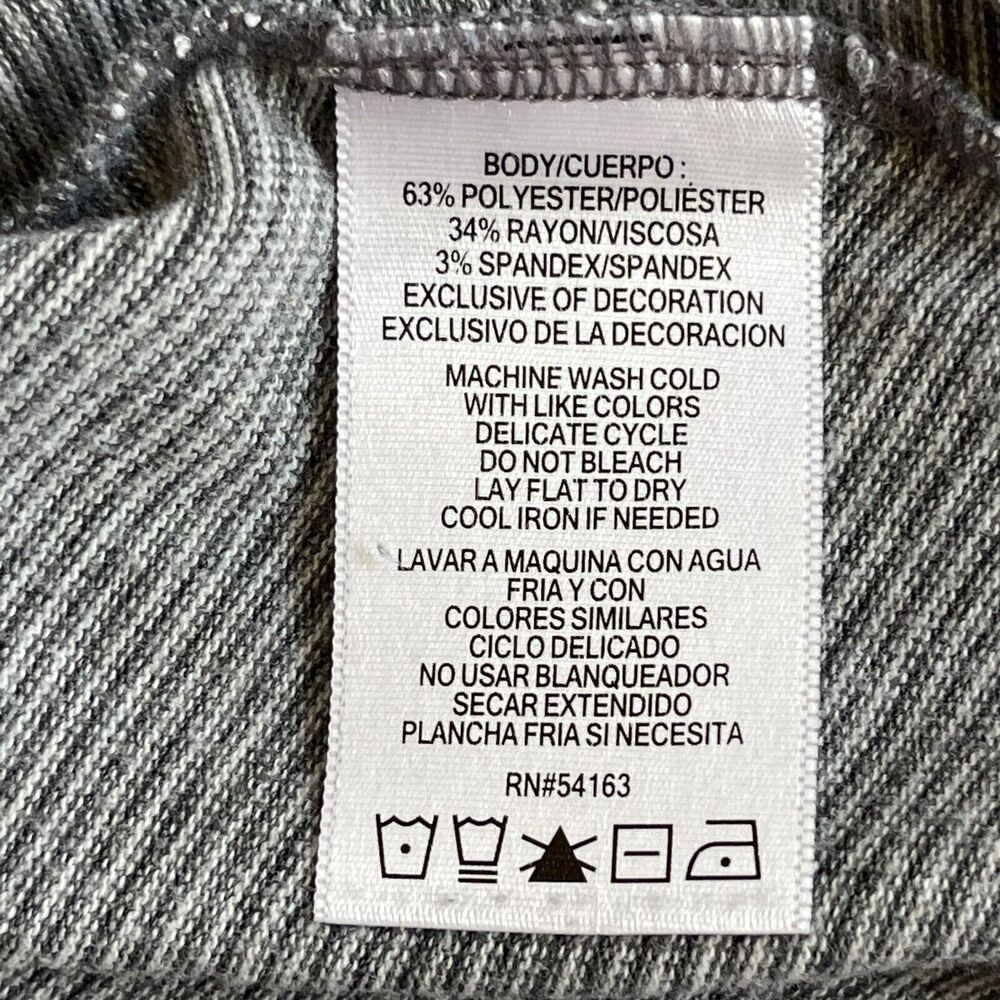 BODY/CUERPO :
63% POLYESTER/POLIÉSTER
34% RAYON/VISCOSA
3% SPANDEX/SPANDEX
EXCLUSIVE OF DECORATION
EXCLUSIVO DE LA DECORACION
MACHINE WASH COLD
WITH LIKE COLORS
DELICATE CYCLE
DO NOT BLEACH
LAY FLAT TO DRY
COOL IRON IF NEEDED
LAVAR A MAQUINA CON AGUA
FRIA Y CON
COLORES SIMILARES
CICLO DELICADO
NO USAR BLANQUEADOR
SECAR EXTENDIDO
PLANCHA FRIA SI NECESITA
RN#54163